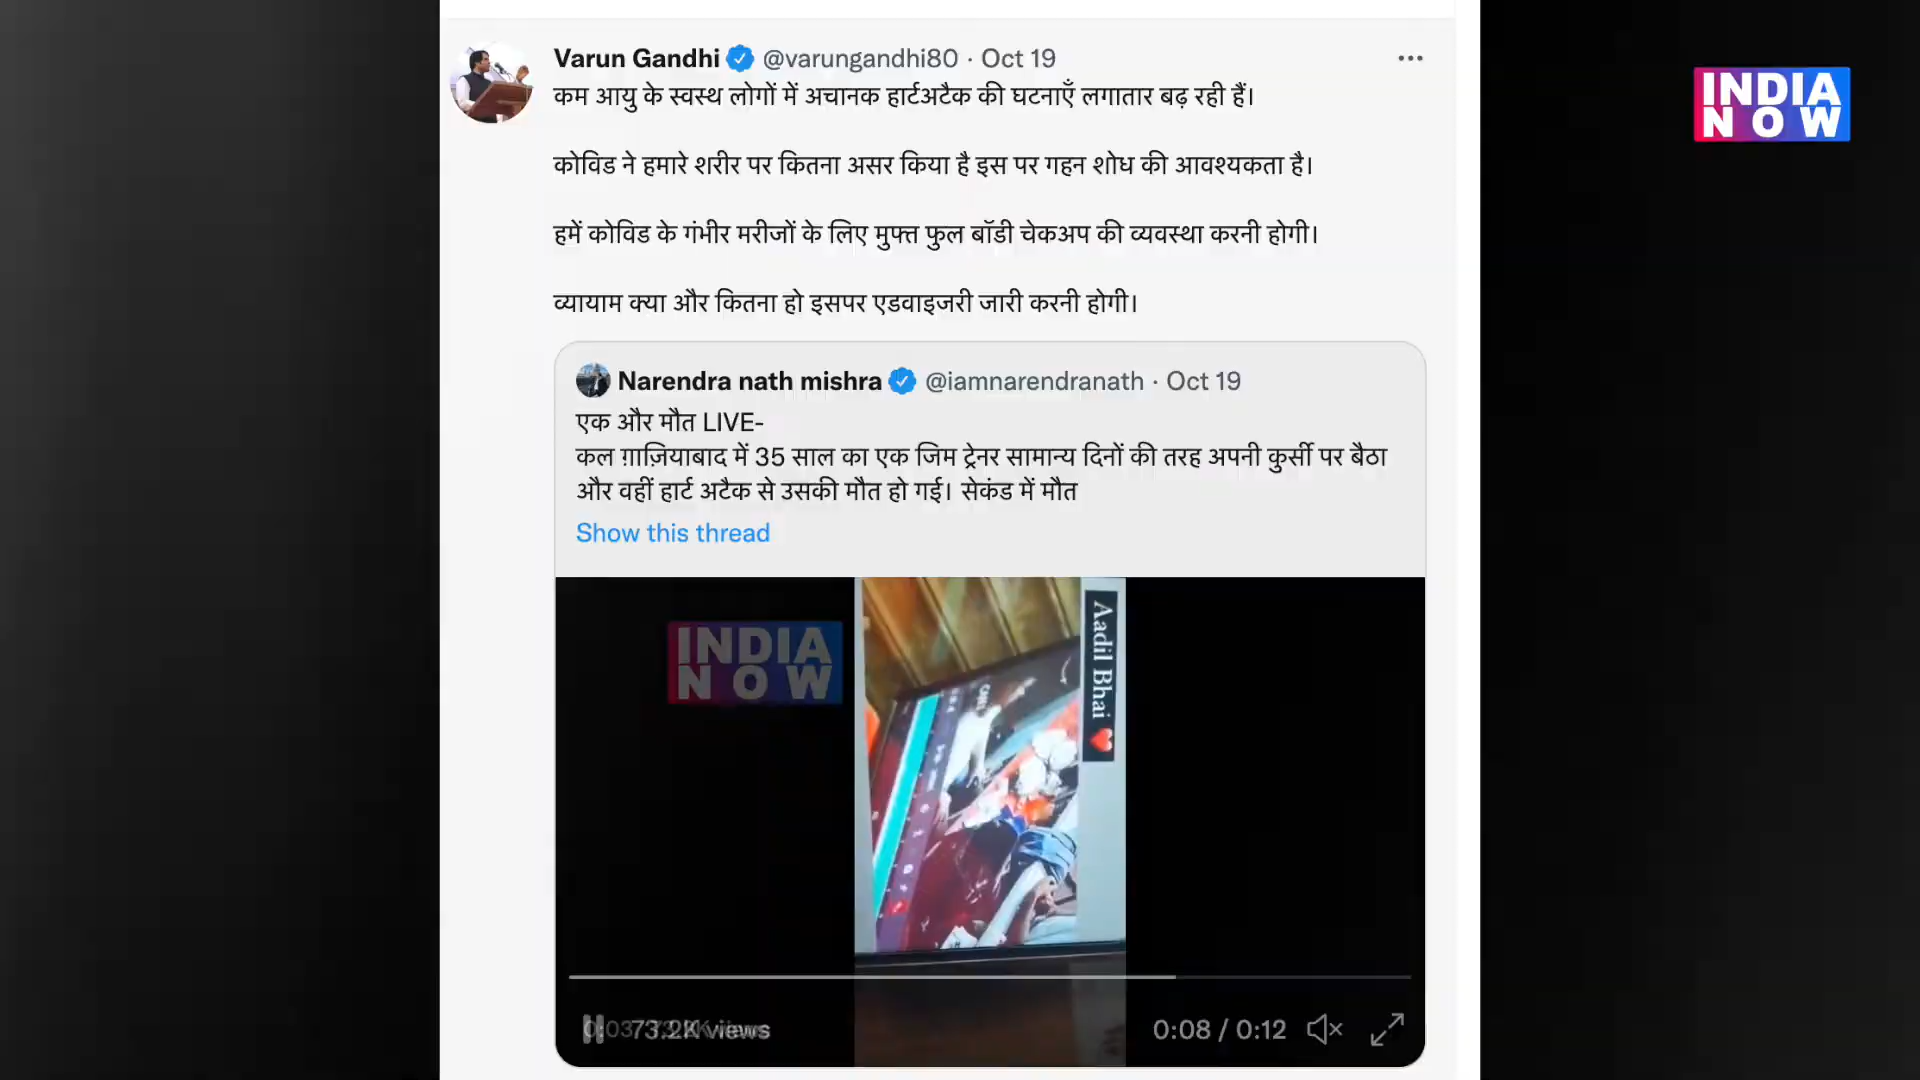 Varun Gandhi @varungandhi80 · Oct 19
कम आयु के स्वस्थ लोगों में अचानक हार्टअटैक की घटनाएँ लगातार बढ़ रही हैं।
कोविड ने हमारे शरीर पर कितना असर किया है इस पर गहन शोध की आवश्यकता है।
हमें कोविड के गंभीर मरीजों के लिए मुफ्त फुल बॉडी चेकअप की व्यवस्था करनी होगी।
व्यायाम क्या और कितना हो इसपर एडवाइजरी जारी करनी होगी।
Narendra nath mishra @iamnarendranath · Oct 19
एक और मौत LIVE-
कल ग़ाज़ियाबाद में 35 साल का एक जिम ट्रेनर सामान्य दिनों की तरह अपनी कुर्सी पर बैठा
और वहीं हार्ट अटैक से उसकी मौत हो गई। सेकंड में मौत
Show this thread
INDIA
NOW
Aadil Bhai
73.2K views
0:08 / 0:12
INDIA
NOW